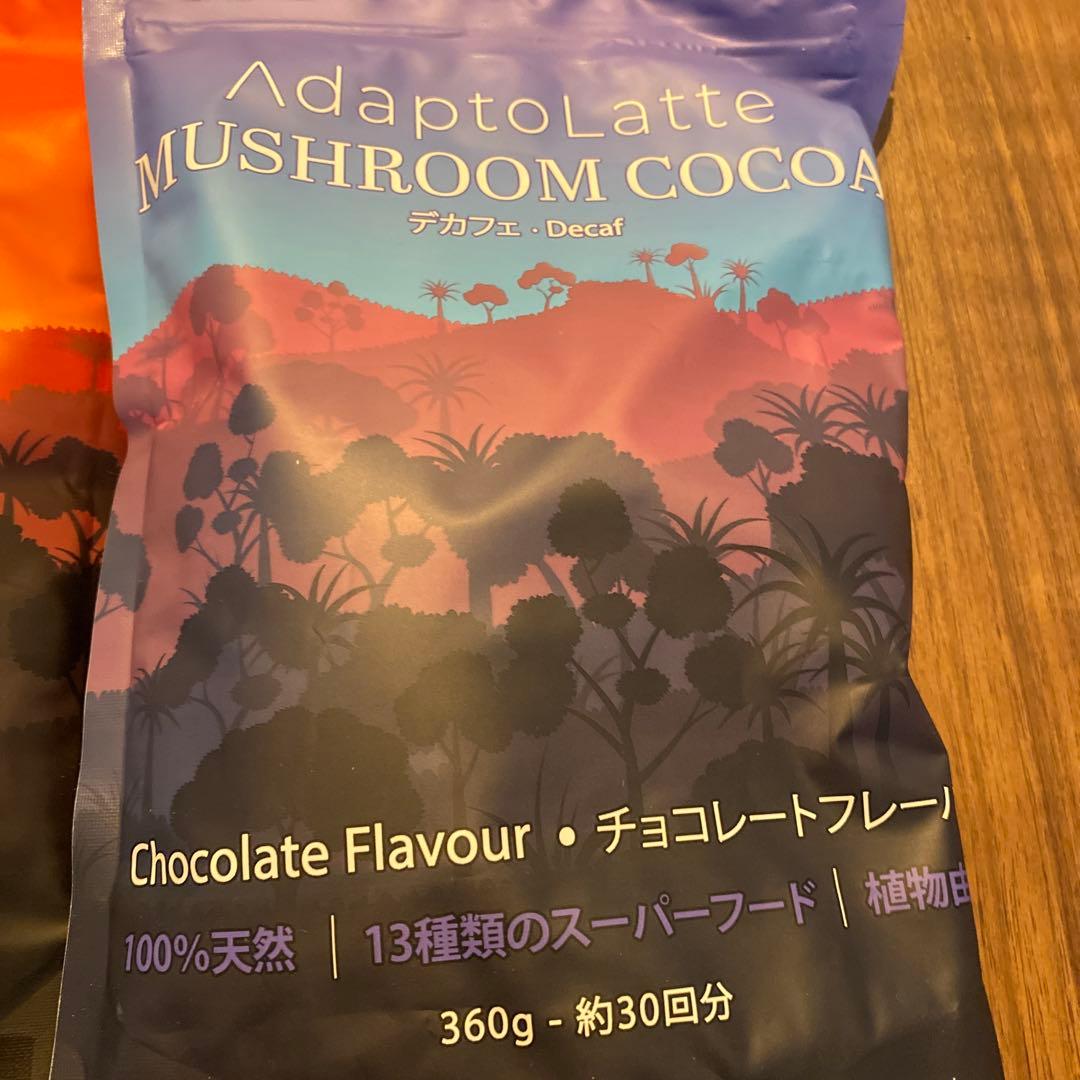 AdaptoLatte
MUSHROOM COCOA
デカフェ・Decaf
Chocolate Flavour • チョコレートフレー
100%天然 | 13種類のスーパーフード | 植物由
360g - 約30回分